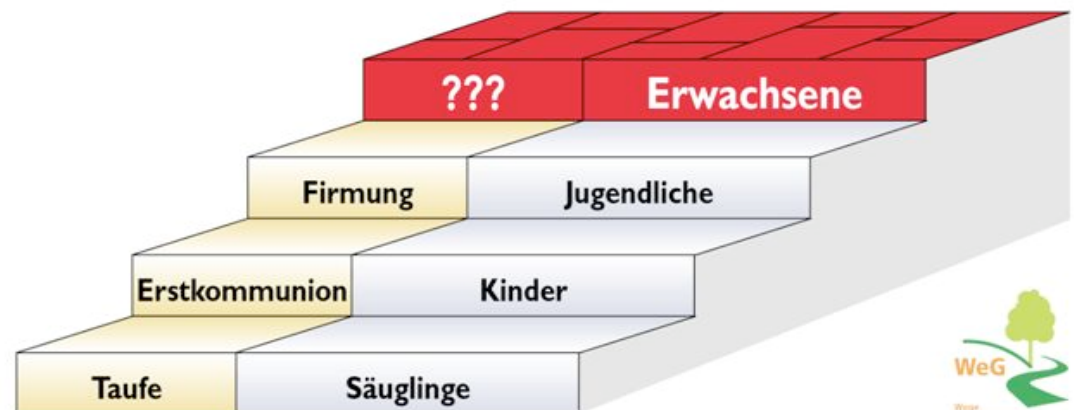 ??? Erwachsene
Firmung Jugendliche
Erstkommunion Kinder
Taufe Säuglinge
WeG